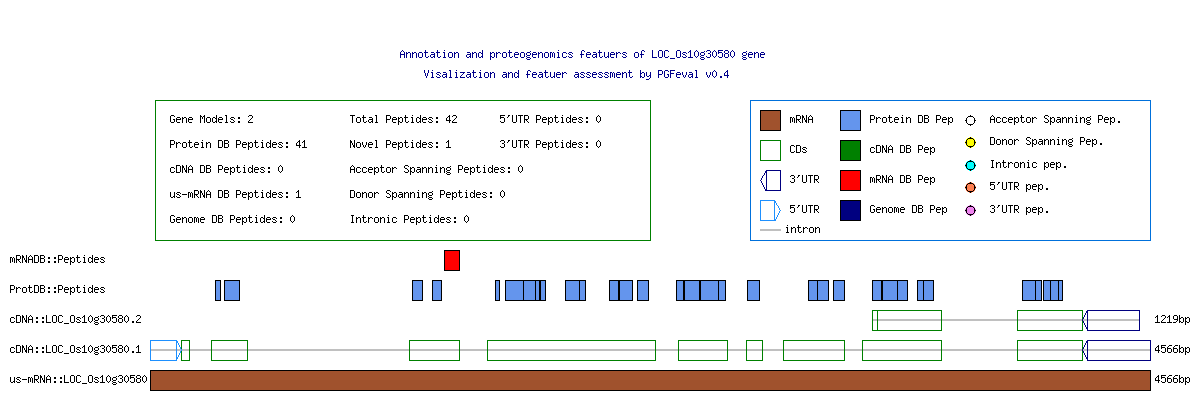 Annotation and proteogenomics featuers of LOC_Os10g30580 gene
Visalization and featuer assessment by PGFeval v0.4
Gene Models: 2 Total Peptides: 42 5'UTR Peptides: 0
Protein DB Peptides: 41 Novel Peptides: 1 3'UTR Peptides: 0
cDNA DB Peptides: 0 Acceptor Spanning Peptides: 0
us-mRNA DB Peptides: 1 Donor Spanning Peptides: 0
Genome DB Peptides: 0 Intronic Peptides: 0
mRNA Protein DB Pep Acceptor Spanning Pep.
CDs cDNA DB Pep Donor Spanning Pep.
3'UTR mRNA DB Pep Intronic pep.
5'UTR Genome DB Pep 5'UTR pep.
intron 3'UTR pep.
mRNADB::Peptides
ProtDB::Peptides
cDNA::LOC_Os10g30580.2 1219bp
cDNA::LOC_Os10g30580.1 4566bp
us-mRNA::LOC_Os10g30580 4566bp